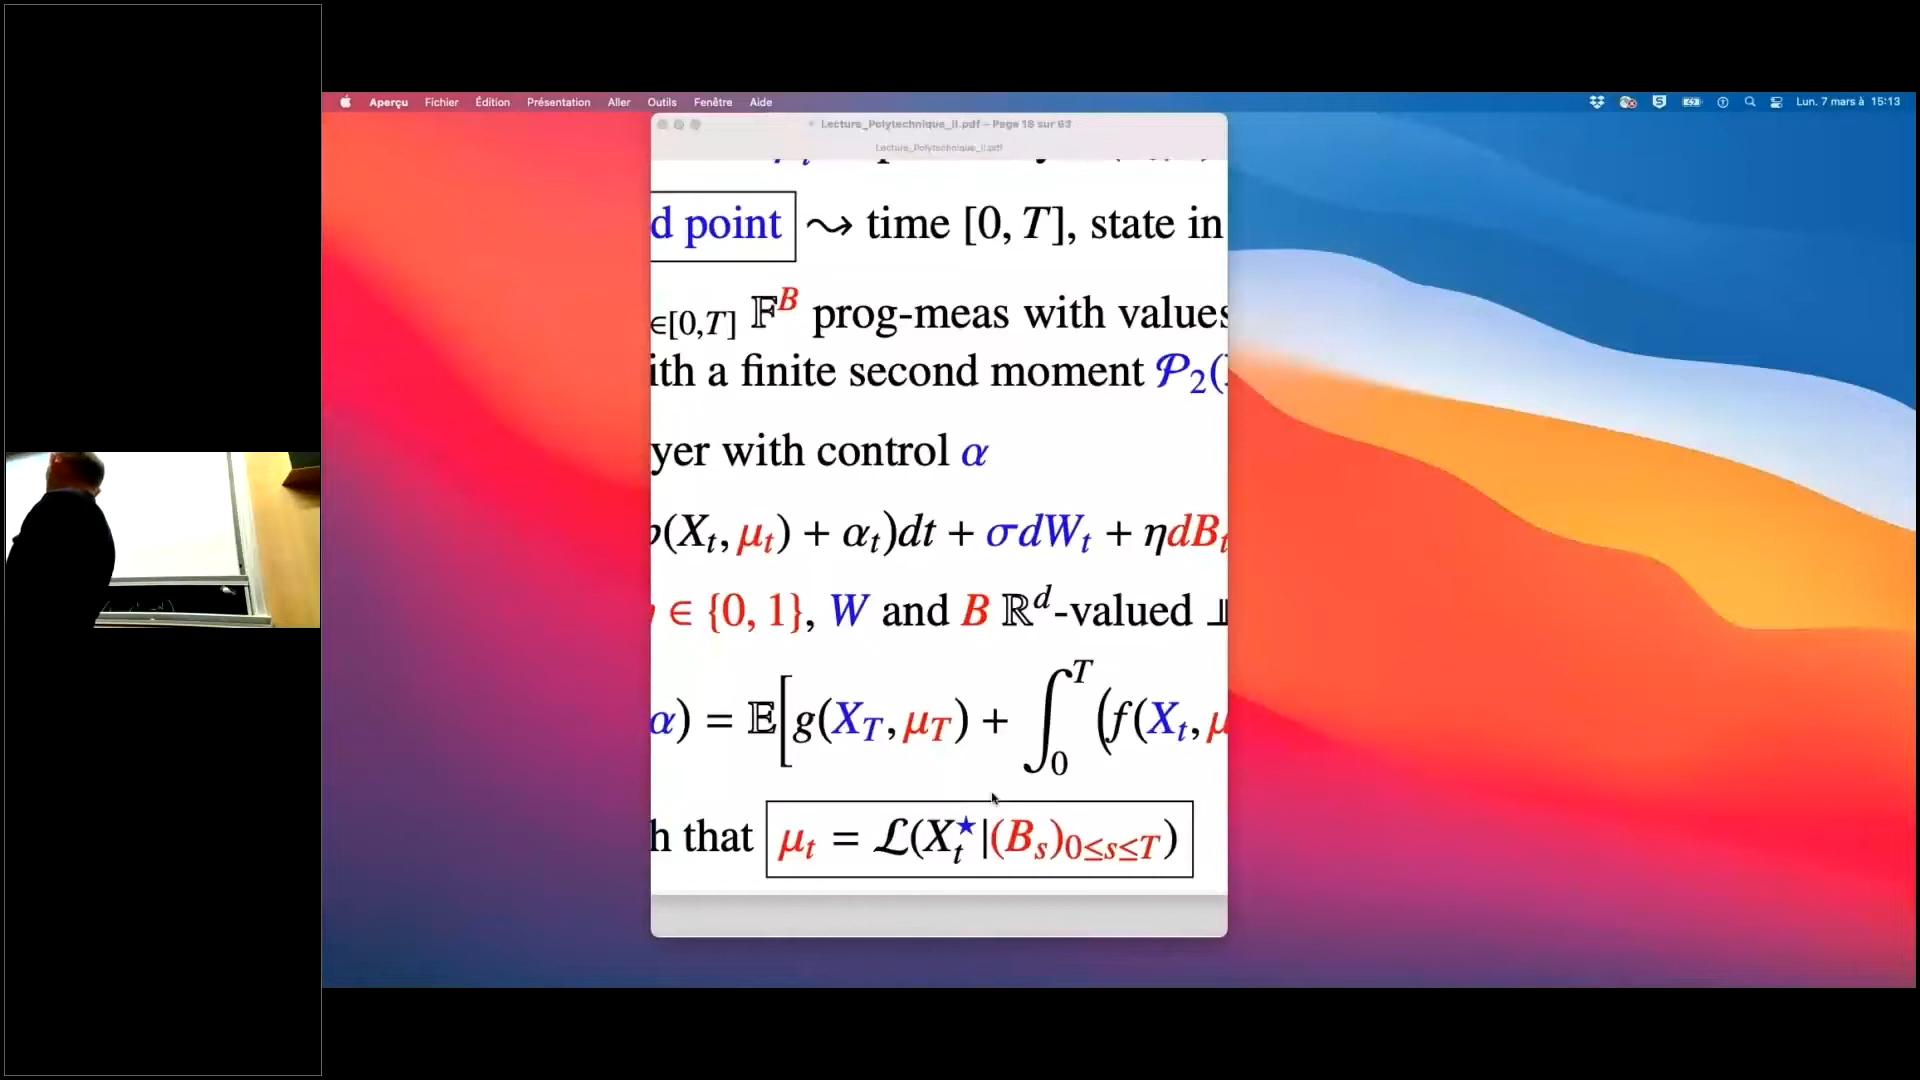 Aperçu Fichier Édition Présentation Aller Outils Fenêtre Aide Lun. 7 mars à 15:13
Lecture_Polytechnique_II.pdf – Page 18 sur 63
Lecture_Polytechnique_II.pdf
d point ⤳ time [0, T], state in
∈[0,T] 𝔽^B prog-meas with values
ith a finite second moment 𝒫₂(
yer with control α
(X_t, μ_t) + α_t)dt + σdW_t + ηdB_t
∈ {0, 1}, W and B ℝ^d-valued ⫫
α) = 𝔼[g(X_T, μ_T) + ∫_0^T (f(X_t, μ
h that μ_t = ℒ(X_t^★|(B_s)_{0≤s≤T})